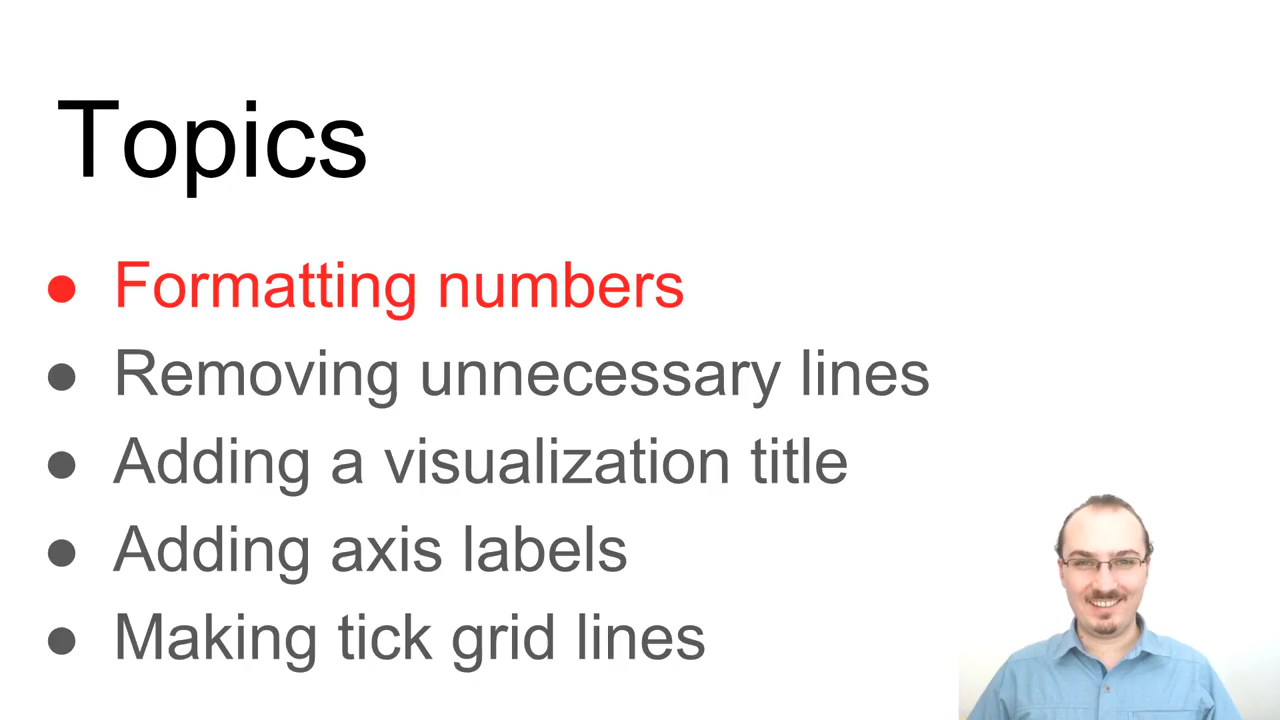 Topics
● Formatting numbers
● Removing unnecessary lines
● Adding a visualization title
● Adding axis labels
● Making tick grid lines